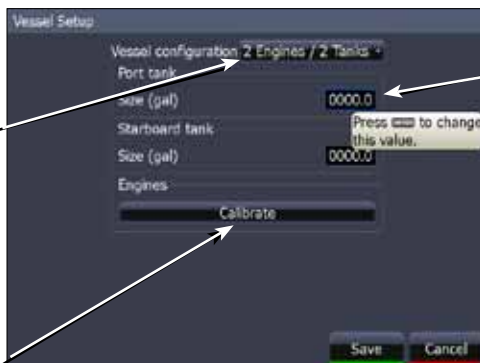 Vessel Setup
Vessel configuration 2 Engines / 2 Tanks
Port tank
Size (gal) 0000.0
Press to change
this value.
Starboard tank
Size (gal) 0000.0
Engines
Calibrate
Save Cancel